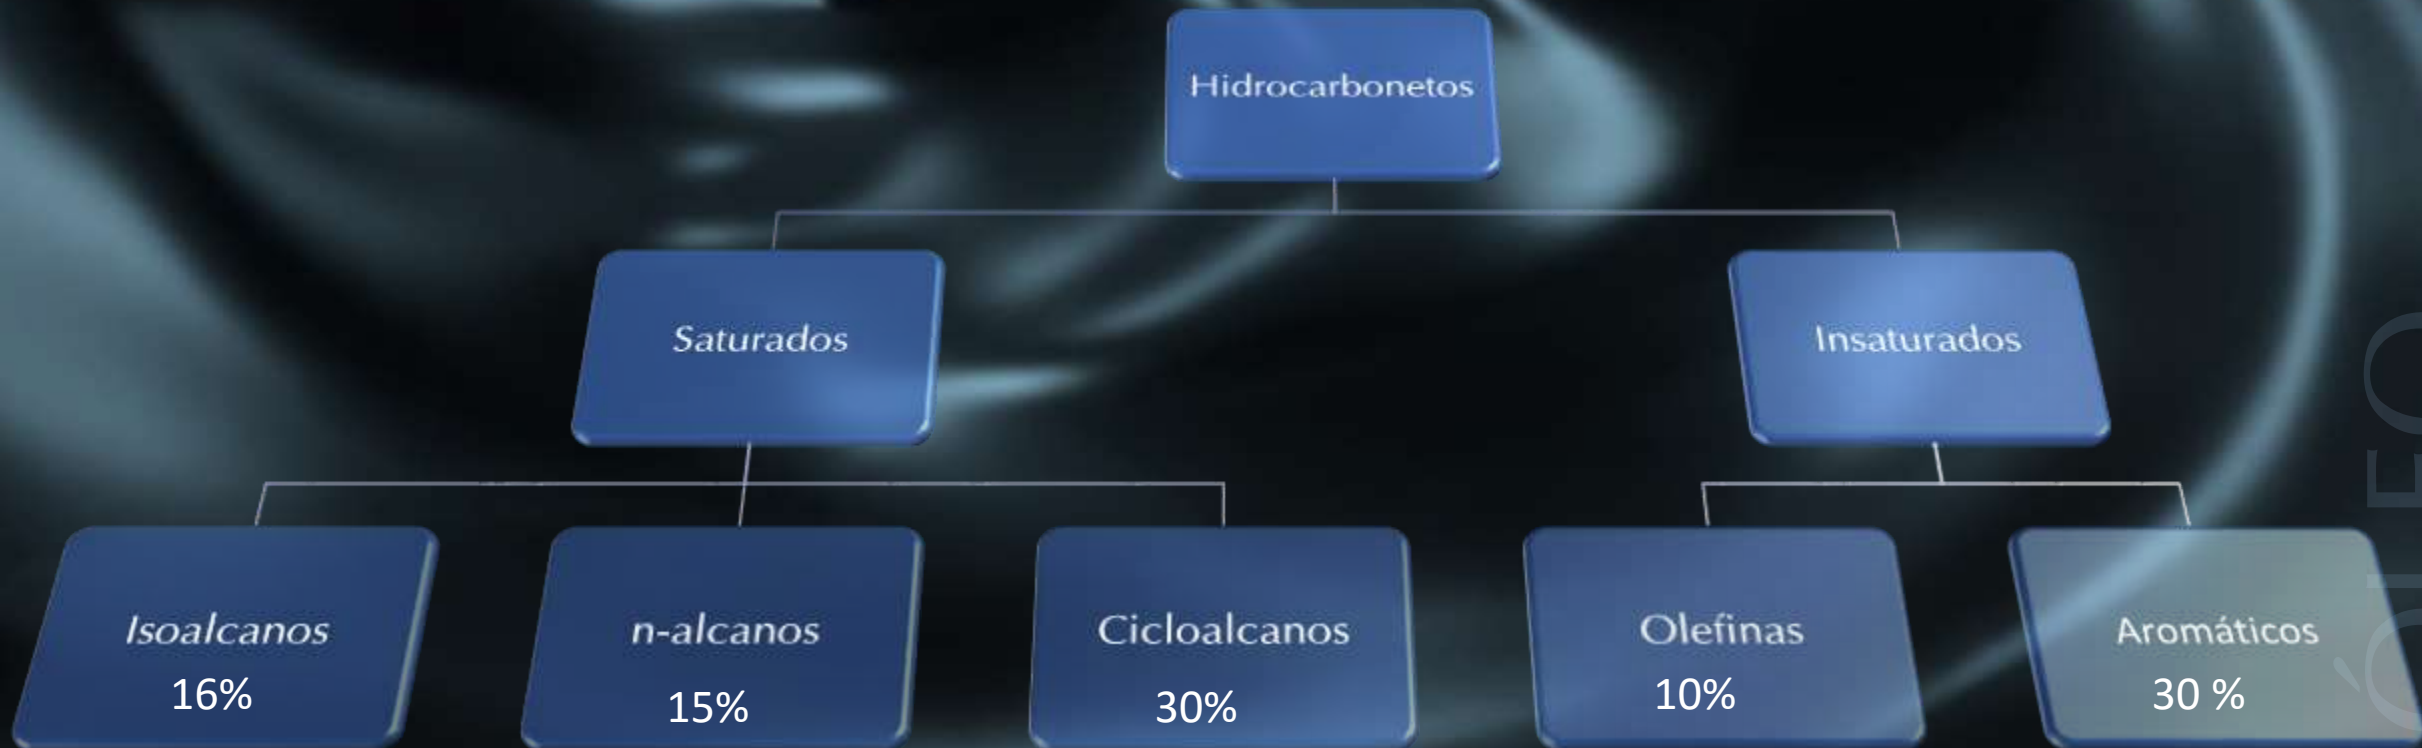 Hidrocarbonetos
Saturados
Insaturados
Isoalcanos
16%
n-alcanos
15%
Cicloalcanos
30%
Olefinas
10%
Aromáticos
30 %